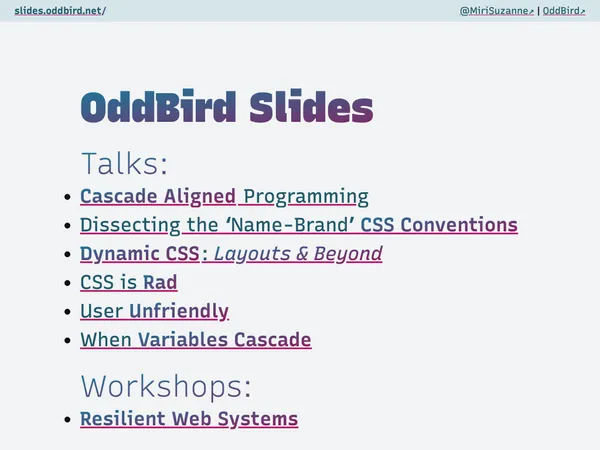 slides.oddbird.net/
@MiriSuzanne↗ | OddBird↗
OddBird Slides
Talks:
• Cascade Aligned Programming
• Dissecting the ‘Name-Brand’ CSS Conventions
• Dynamic CSS: Layouts & Beyond
• CSS is Rad
• User Unfriendly
• When Variables Cascade
Workshops:
• Resilient Web Systems